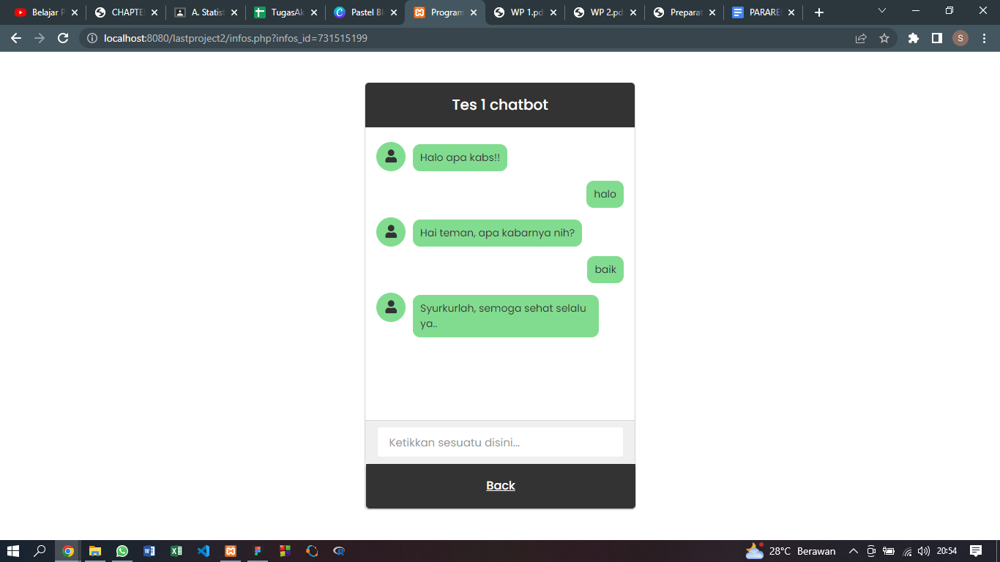 Belajar P
CHAPTE
A. Statist
TugasAk
Pastel Bl
Program
WP 1.pd
WP 2.pd
Preparat
PARARE
localhost:8080/lastproject2/infos.php?infos_id=731515199
S
Tes 1 chatbot
Halo apa kabs!!
halo
Hai teman, apa kabarnya nih?
baik
Syurkurlah, semoga sehat selalu
ya..
Ketikkan sesuatu disini...
Back
28°C Berawan
20:54